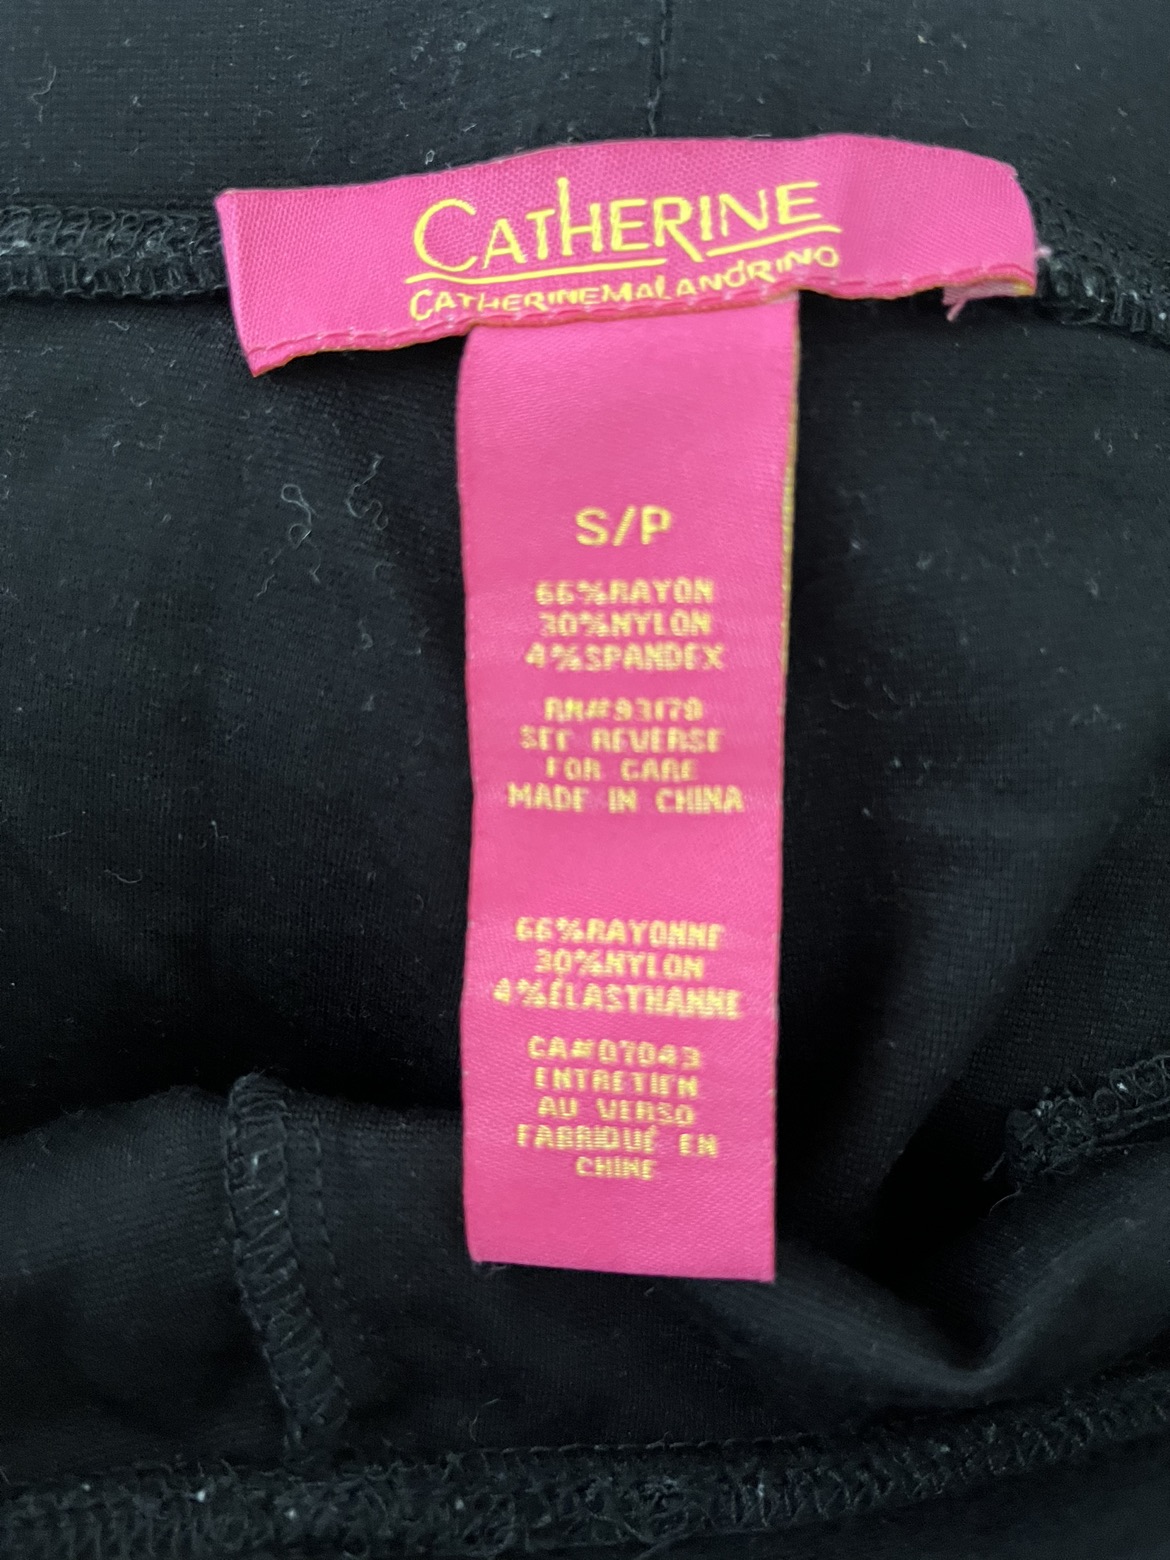 CATHERINE
CATHERINEMALANDRINO
S/P
66%RAYON
30%NYLON
4%SPANDEX
RN#93179
SEE REVERSE
FOR CARE
MADE IN CHINA
66%RAYONNE
30%NYLON
4%ÉLASTHANNE
CA#07043
ENTRETIEN
AU VERSO
FABRIQUÉ EN
CHINE